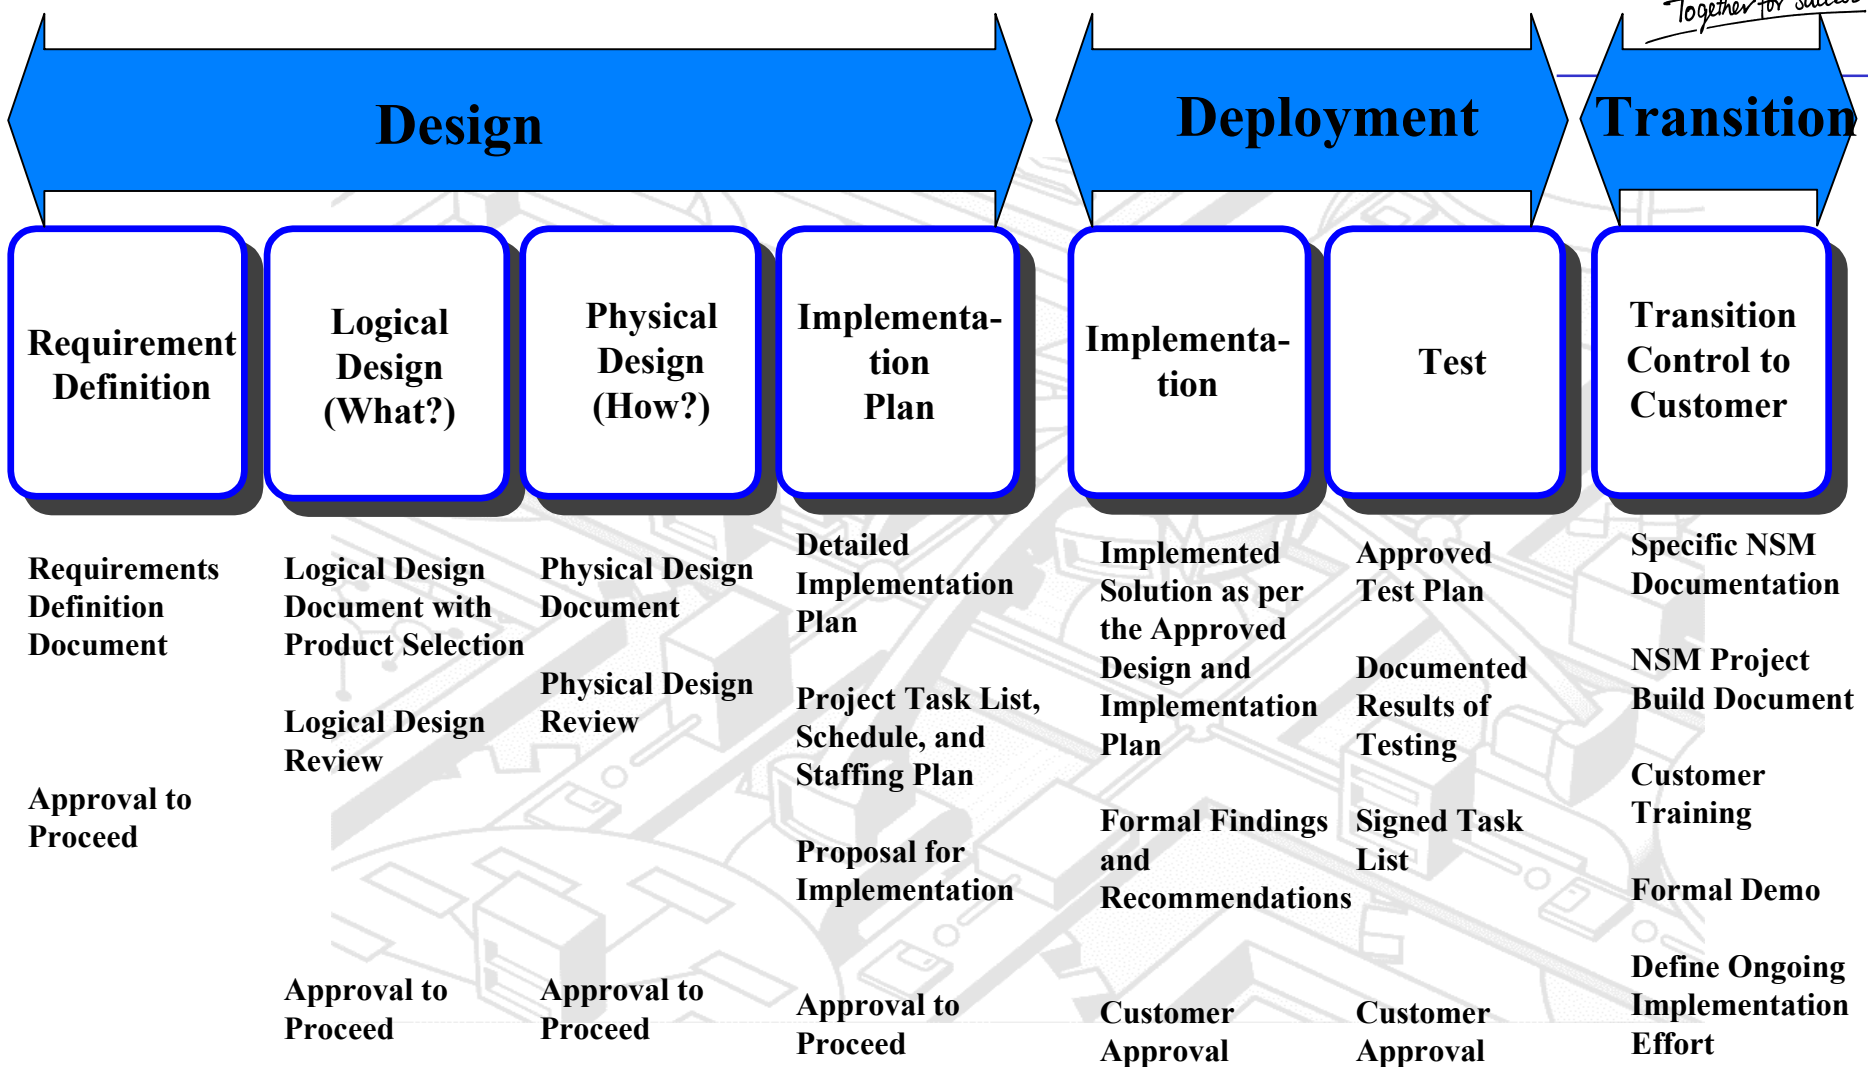 Together for
Design
Deployment
Transition
Requirement
Definition
Logical
Design
(What?)
Physical
Design
(How?)
Implementa-
tion
Plan
Implementa-
tion
Test
Transition
Control to
Customer
Requirements
Definition
Document
Approval to
Proceed
Logical Design
Document with
Product Selection
Logical Design
Review
Approval to
Proceed
Physical Design
Document
Physical Design
Review
Approval to
Proceed
Detailed
Implementation
Plan
Project Task List,
Schedule, and
Staffing Plan
Proposal for
Implementation
Approval to
Proceed
Implemented
Solution as per
the Approved
Design and
Implementation
Plan
Formal Findings
and
Recommendations
Customer
Approval
Approved
Test Plan
Documented
Results of
Testing
Signed Task
List
Customer
Approval
Specific NSM
Documentation
NSM Project
Build Document
Customer
Training
Formal Demo
Define Ongoing
Implementation
Effort